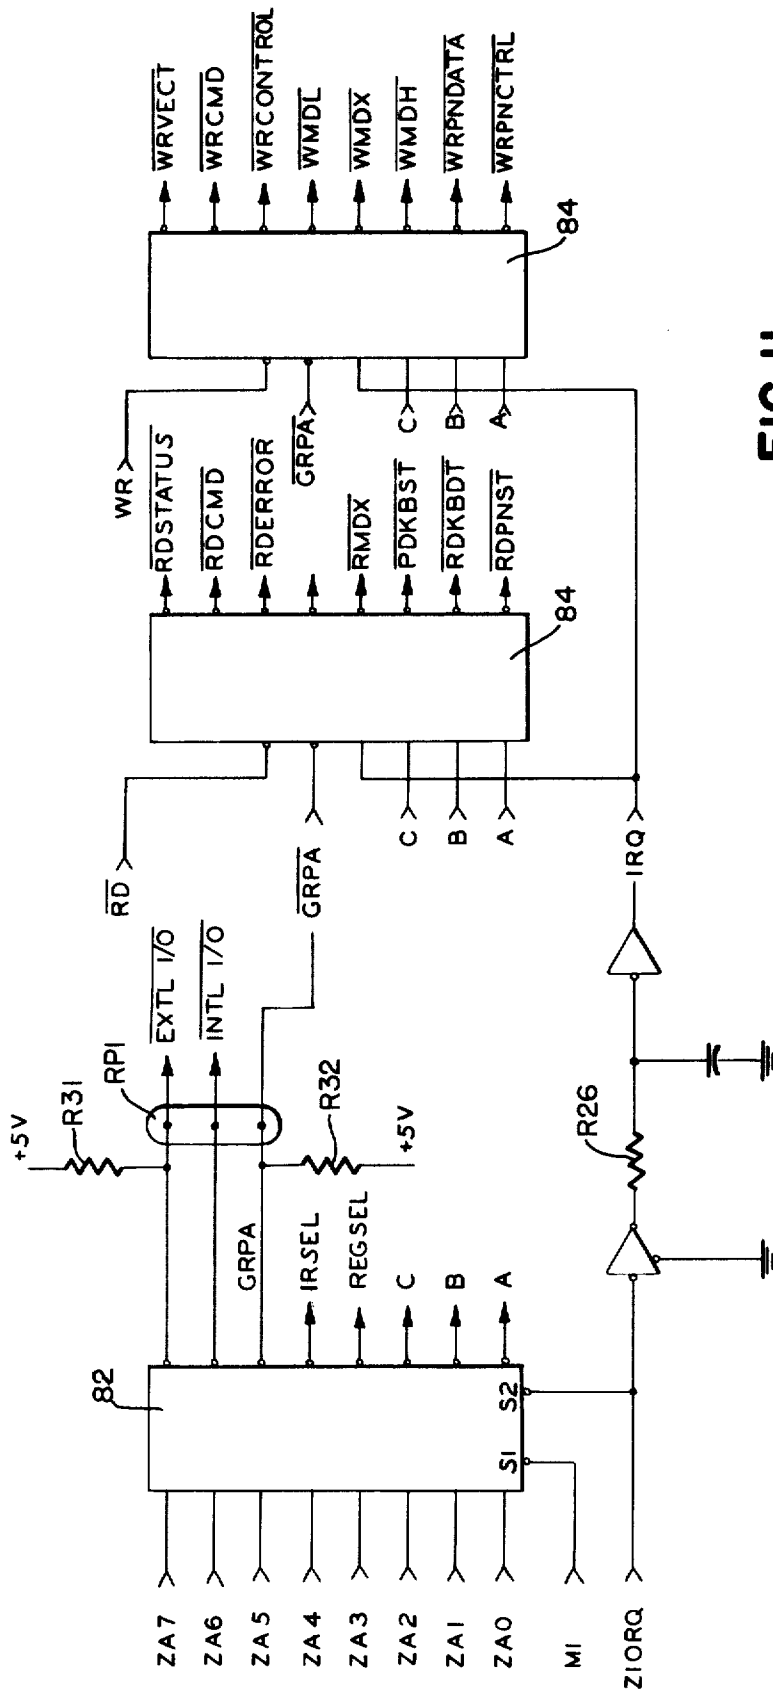 ZA7
ZA6
ZA5
ZA4
ZA3
ZA2
ZA1
ZA0
M1
ZIORQ
82
S1
S2
GRPA
IRSEL
REGSEL
C
B
A
+5V
R31
RP1
EXTL I/O
INTL I/O
R32
+5V
R26
RD
GRPA
C
B
A
IRQ
84
RDSTATUS
RDCMD
RDERROR
RMDX
PDKBST
RDKBDT
RDPNST
WR
GRPA
C
B
A
84
WRVECT
WRCMD
WRCONTROL
WMDL
WMDX
WMDH
WRPNDATA
WRPNCTRL